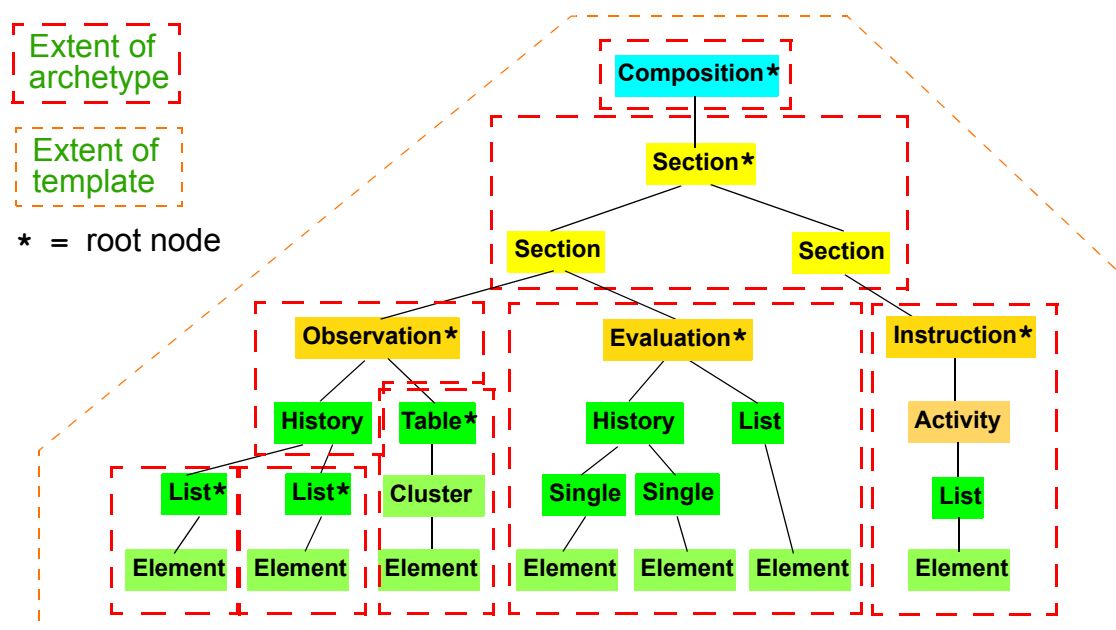 Extent of
archetype
Extent of
template
* = root node
Composition*
Section*
Section
Section
Observation*
Evaluation*
Instruction*
History
Table*
History
List
Activity
List*
List*
Cluster
Single
Single
List
Element
Element
Element
Element
Element
Element
Element